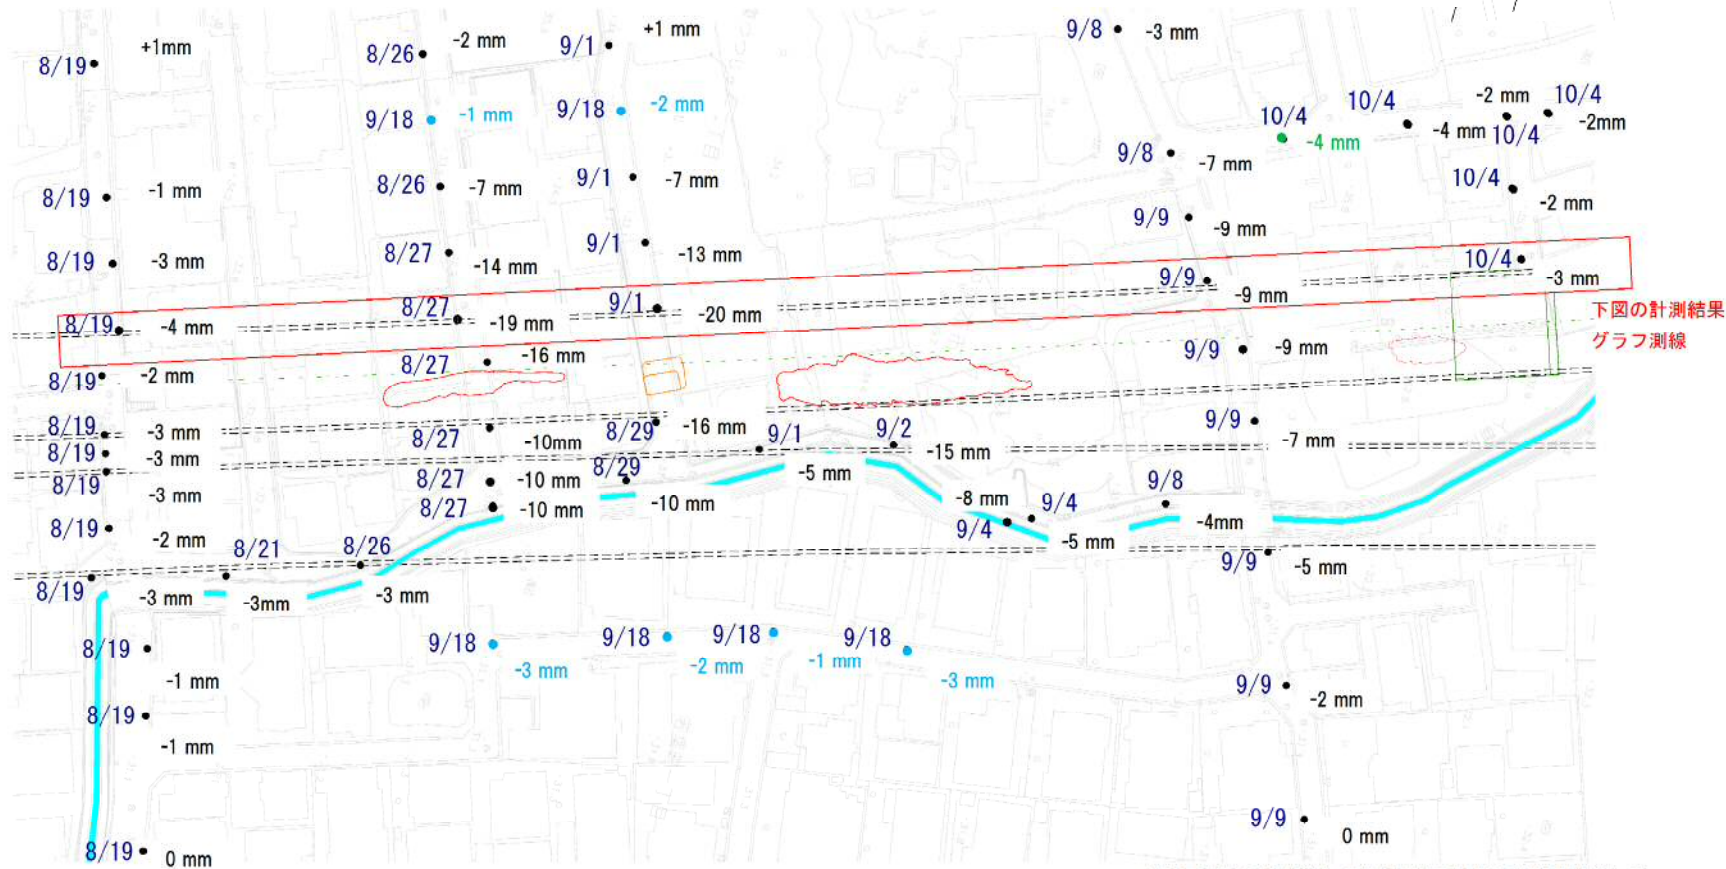 +1mm
8/19
8/26
-2 mm
9/1
+1 mm
9/8
-3 mm
9/18
-1 mm
9/18
-2 mm
10/4
10/4
-4 mm
-4 mm
-2 mm
10/4
10/4
-2mm
8/19
-1 mm
8/26
-7 mm
9/1
-7 mm
9/8
-7 mm
10/4
-2 mm
8/19
-3 mm
8/27
-14 mm
9/1
-13 mm
9/9
-9 mm
8/19
-4 mm
8/27
-19 mm
9/1
-20 mm
9/9
-9 mm
10/4
-3 mm
下図の計測結果
グラフ測線
8/19
-2 mm
8/27
-16 mm
9/9
-9 mm
8/19
-3 mm
8/19
-3 mm
8/27
-10mm
8/29
-16 mm
9/1
-5 mm
9/2
-15 mm
9/9
-7 mm
8/19
-3 mm
8/27
-10 mm
8/27
-10 mm
8/29
-10 mm
-8 mm
9/4
9/4
-5 mm
9/8
-4mm
8/19
-2 mm
8/21
-3mm
8/26
-3 mm
9/9
-5 mm
8/19
-3 mm
8/19
-1 mm
9/18
-3 mm
9/18
-2 mm
9/18
-1 mm
9/18
-3 mm
9/9
-2 mm
8/19
-1 mm
9/9
0 mm
8/19
0 mm